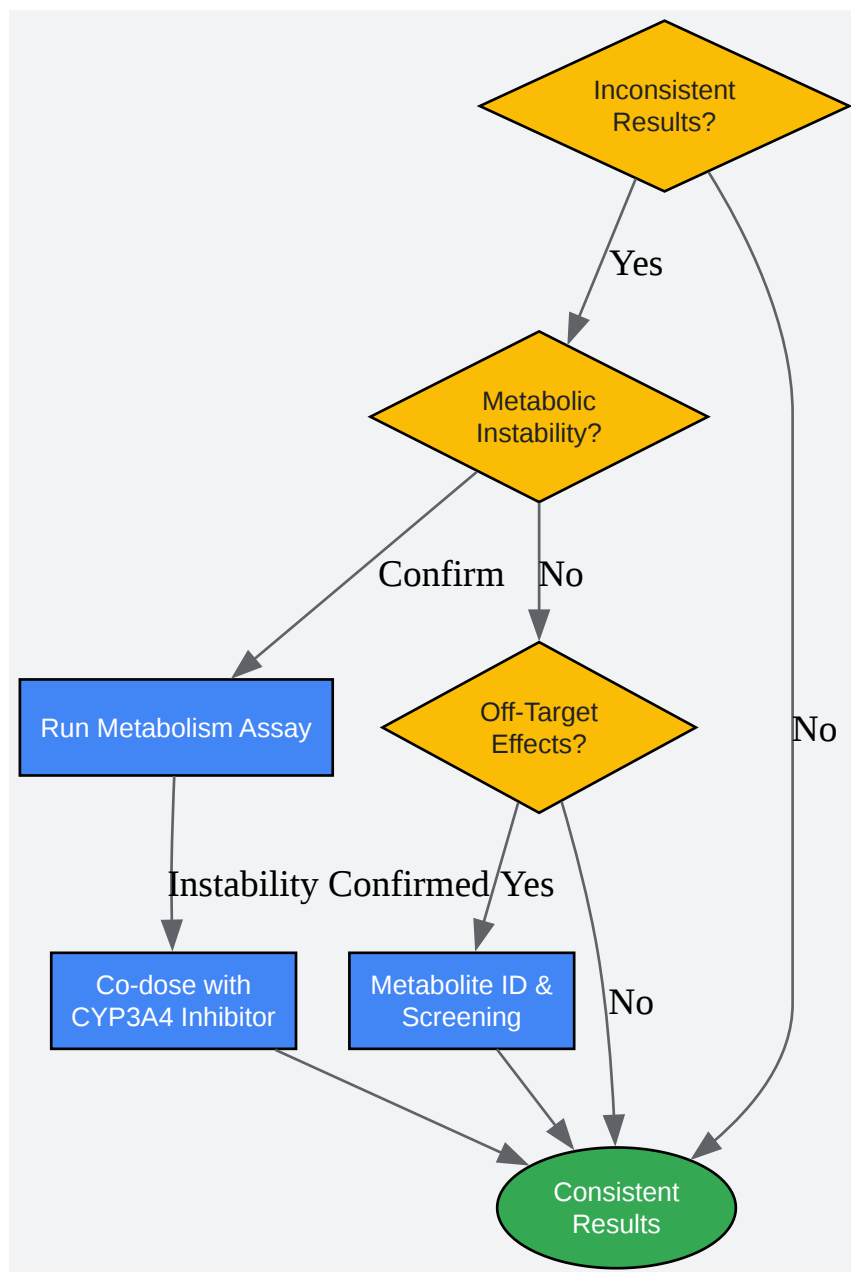 Inconsistent
Results?
Yes
Metabolic
Instability?
Confirm
No
Run Metabolism Assay
Off-Target
Effects?
No
Instability Confirmed
Yes
Co-dose with
CYP3A4 Inhibitor
Metabolite ID &
Screening
No
Consistent
Results